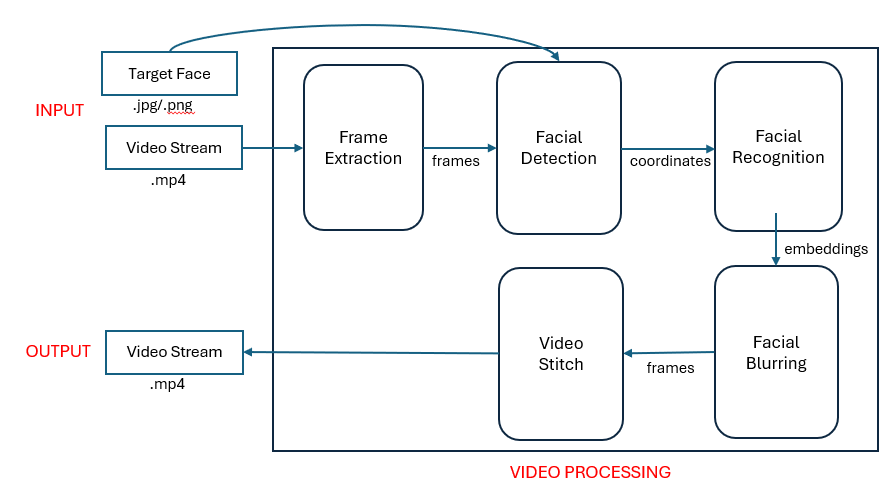 Target Face
.jpg/.png
INPUT
Video Stream
.mp4
Frame
Extraction
frames
Facial
Detection
coordinates
Facial
Recognition
embeddings
Facial
Blurring
frames
Video
Stitch
OUTPUT
Video Stream
.mp4
VIDEO PROCESSING